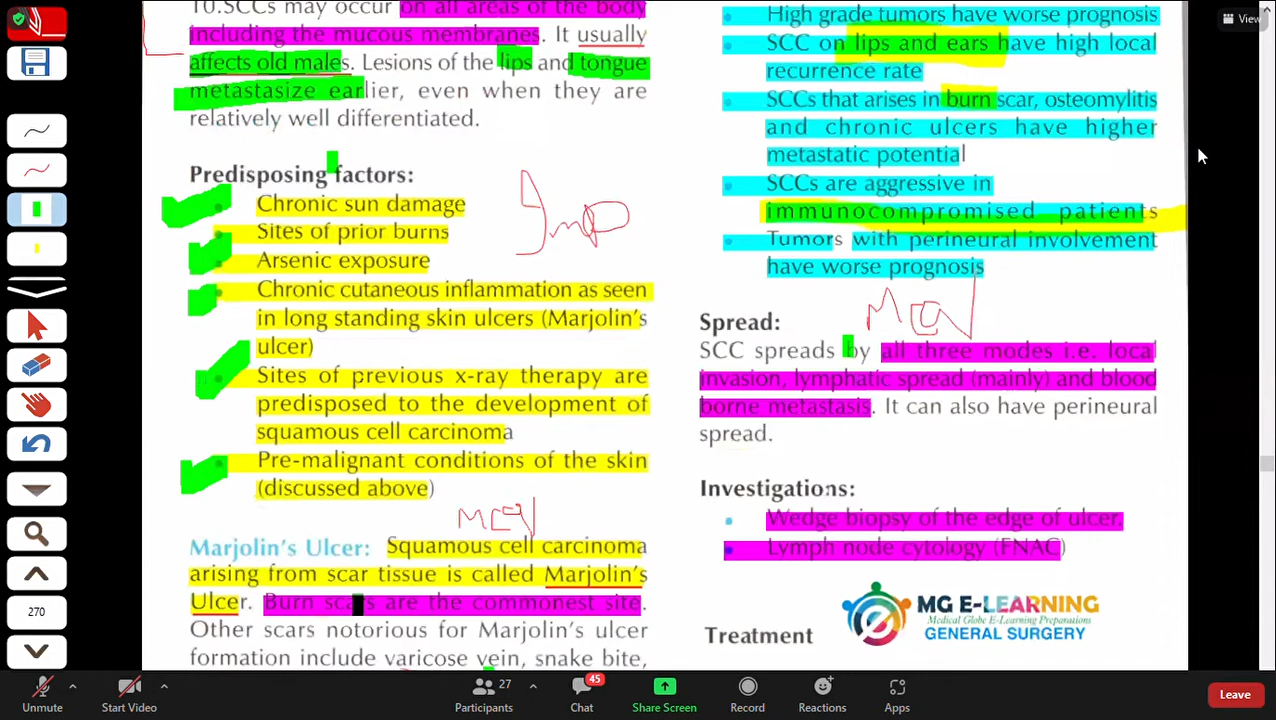 10.SCCs may occur on all areas of the body
including the mucous membranes. It usually
affects old males. Lesions of the lips and tongue
metastasize earlier, even when they are
relatively well differentiated.
Predisposing factors:
Chronic sun damage
Sites of prior burns
Arsenic exposure
Chronic cutaneous inflammation as seen
in long standing skin ulcers (Marjolin's
ulcer)
Sites of previous x-ray therapy are
predisposed to the development of
squamous cell carcinoma
Pre-malignant conditions of the skin
(discussed above)
Imp
MCQ
Marjolin's Ulcer: Squamous cell carcinoma
arising from scar tissue is called Marjolin's
Ulcer. Burn scars are the commonest site.
Other scars notorious for Marjolin's ulcer
formation include varicose vein, snake bite,
High grade tumors have worse prognosis
SCC on lips and ears have high local
recurrence rate
SCCs that arises in burn scar, osteomylitis
and chronic ulcers have higher
metastatic potential
SCCs are aggressive in
immunocompromised patients
Tumors with perineural involvement
have worse prognosis
MCQ
Spread:
SCC spreads by all three modes i.e. local
invasion, lymphatic spread (mainly) and blood
borne metastasis. It can also have perineural
spread.
Investigations:
Wedge biopsy of the edge of ulcer.
Lymph node cytology (FNAC)
Treatment
MG E-LEARNING
Medical Globe E-Learning Preparations
GENERAL SURGERY
View
270
Unmute
Start Video
27
Participants
45
Chat
Share Screen
Record
Reactions
Apps
Leave